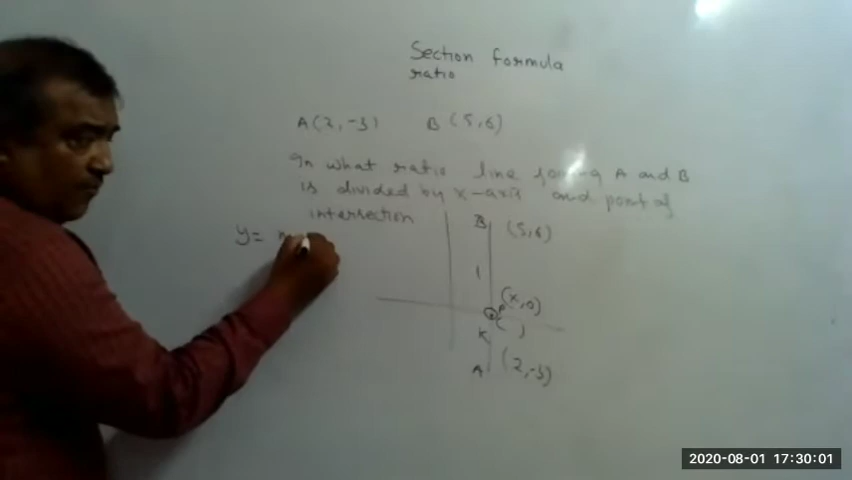 Section formula
ratio
A(2,-3) B(5,6)
In what ratio line joining A and B
is divided by x-axis and point of
intersection
y=
B (5,6)
1
(x,0)
P
( )
K
A (2,-3)
2020-08-01 17:30:01